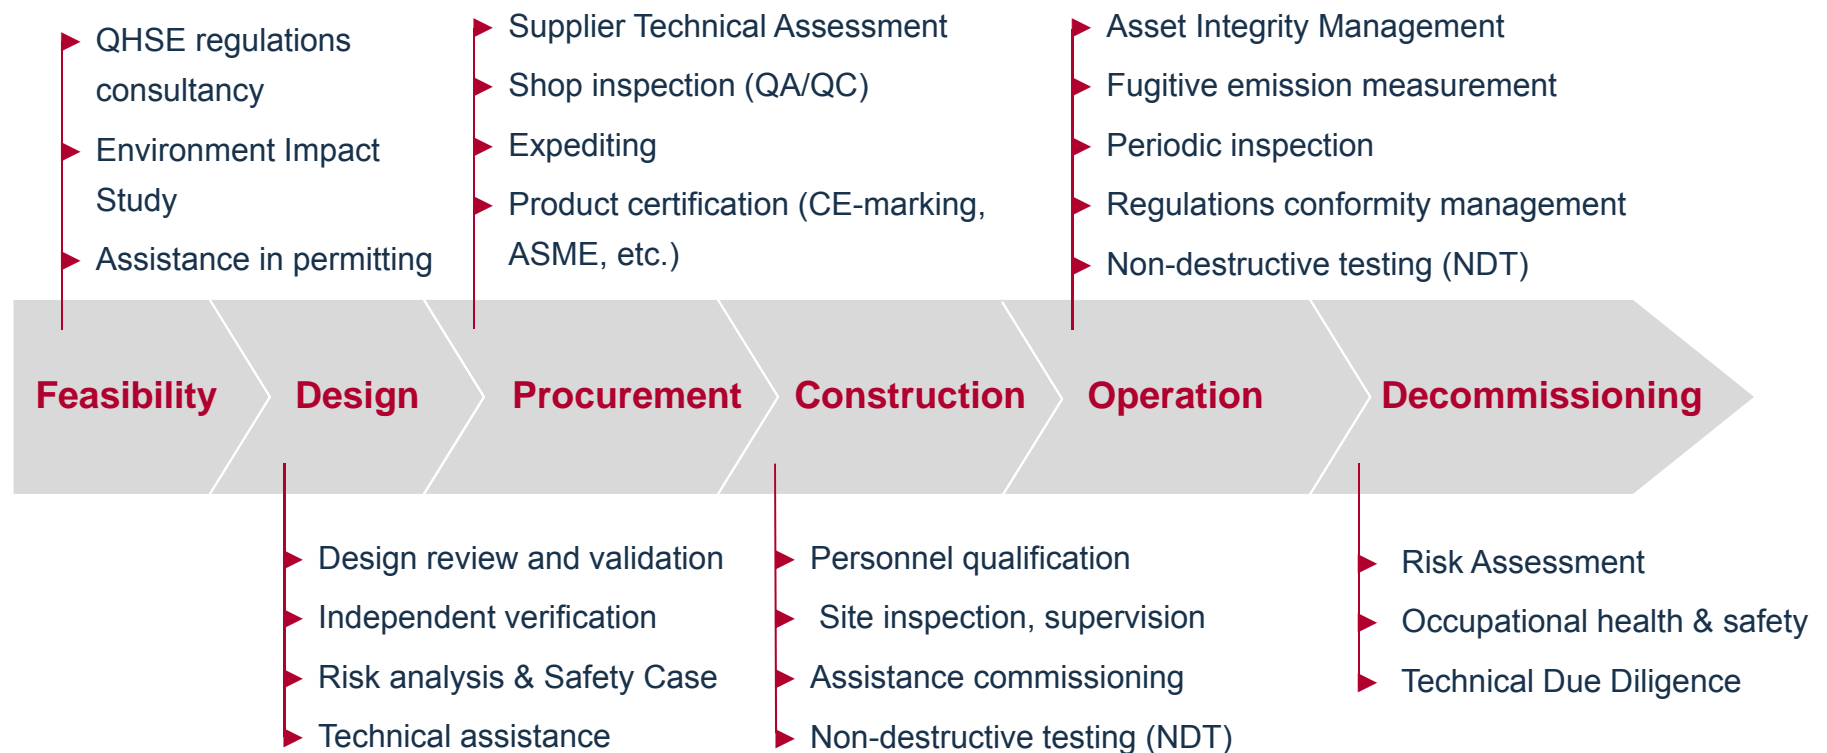 QHSE regulations
consultancy
Environment Impact
Study
Assistance in permitting
Supplier Technical Assessment
Shop inspection (QA/QC)
Expediting
Product certification (CE-marking,
ASME, etc.)
Asset Integrity Management
Fugitive emission measurement
Periodic inspection
Regulations conformity management
Non-destructive testing (NDT)
Feasibility
Design
Procurement
Construction
Operation
Decommissioning
Design review and validation
Independent verification
Risk analysis & Safety Case
Technical assistance
Personnel qualification
Site inspection, supervision
Assistance commissioning
Non-destructive testing (NDT)
Risk Assessment
Occupational health & safety
Technical Due Diligence